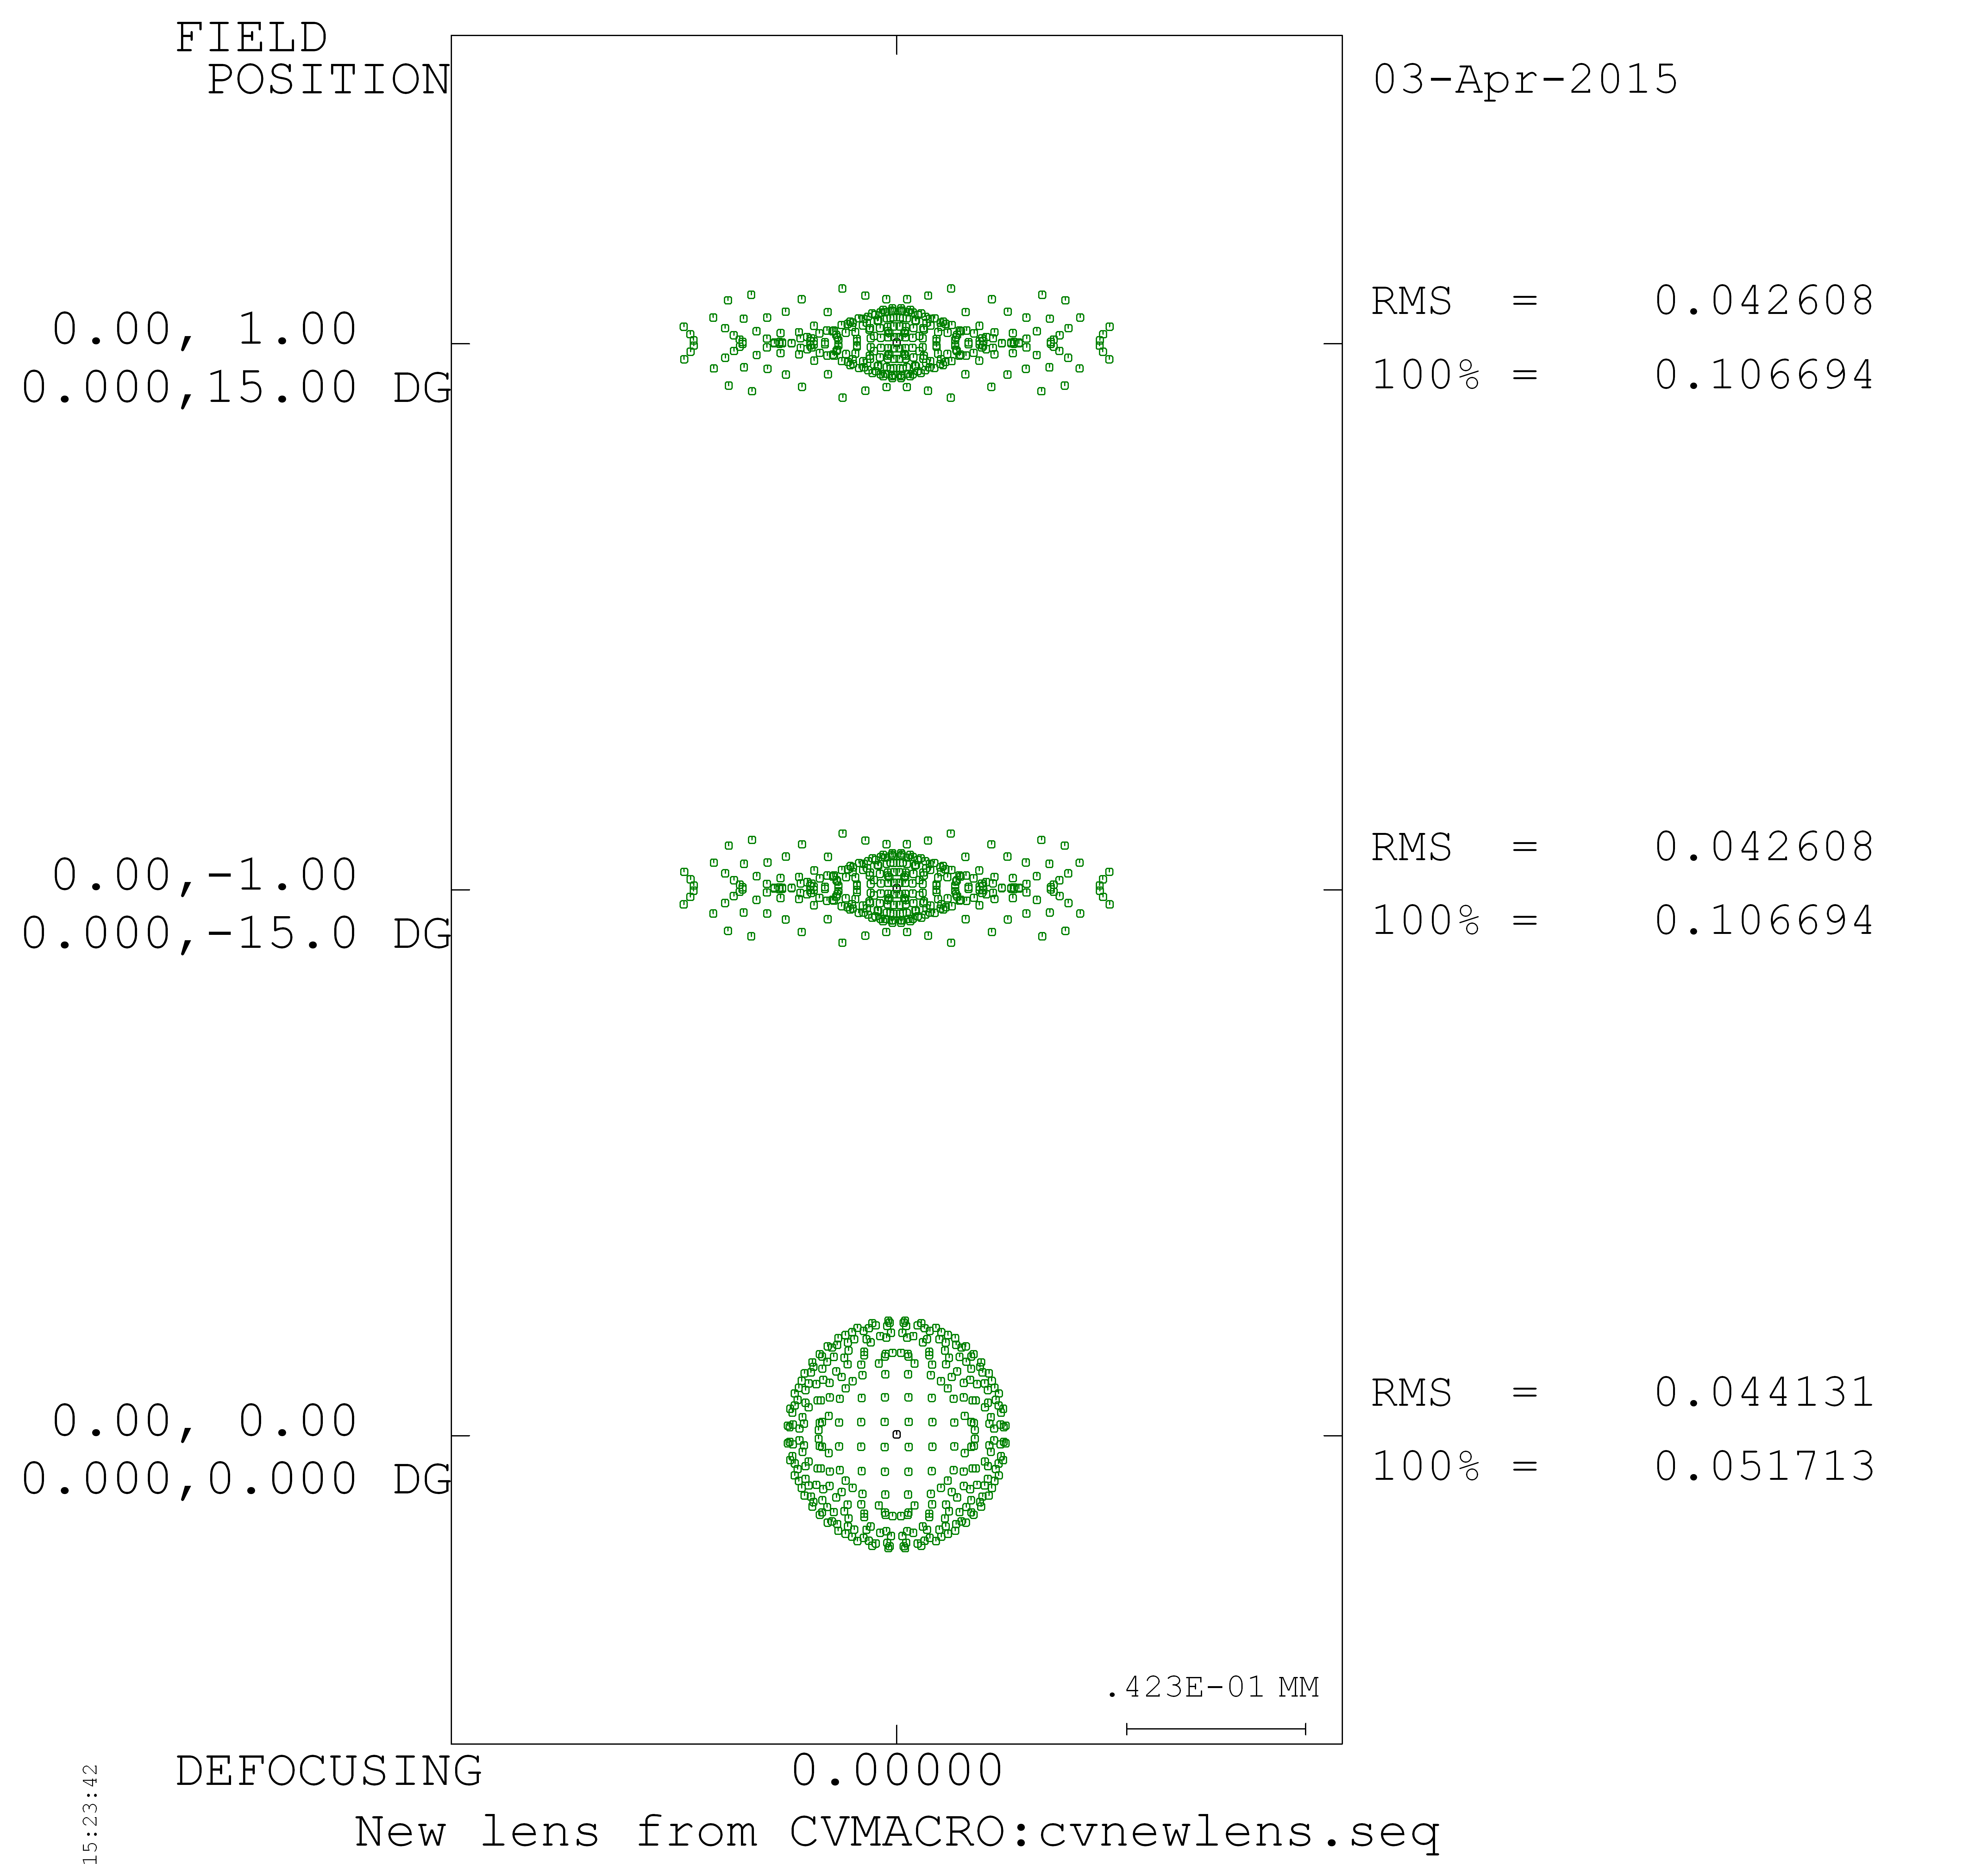 FIELD
POSITION
03-Apr-2015
0.00, 1.00
0.000,15.00 DG
RMS = 0.042608
100% = 0.106694
0.00,-1.00
0.000,-15.0 DG
RMS = 0.042608
100% = 0.106694
0.00, 0.00
0.000,0.000 DG
RMS = 0.044131
100% = 0.051713
.423E-01 MM
DEFOCUSING 0.00000
New lens from CVMACRO:cvnewlens.seq
15:23:42